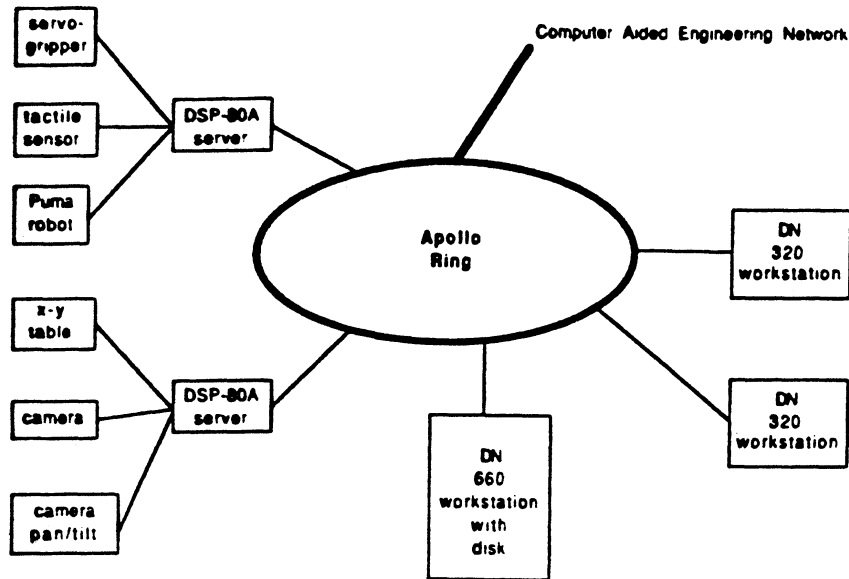 servo-
gripper
Computer Aided Engineering Network
DSP-80A
server
tactile
sensor
Puma
robot
Apollo
Ring
DN
320
workstation
x-y
table
DSP-80A
server
camera
DN
320
workstation
DN
660
workstation
with
disk
camera
pan/tilt